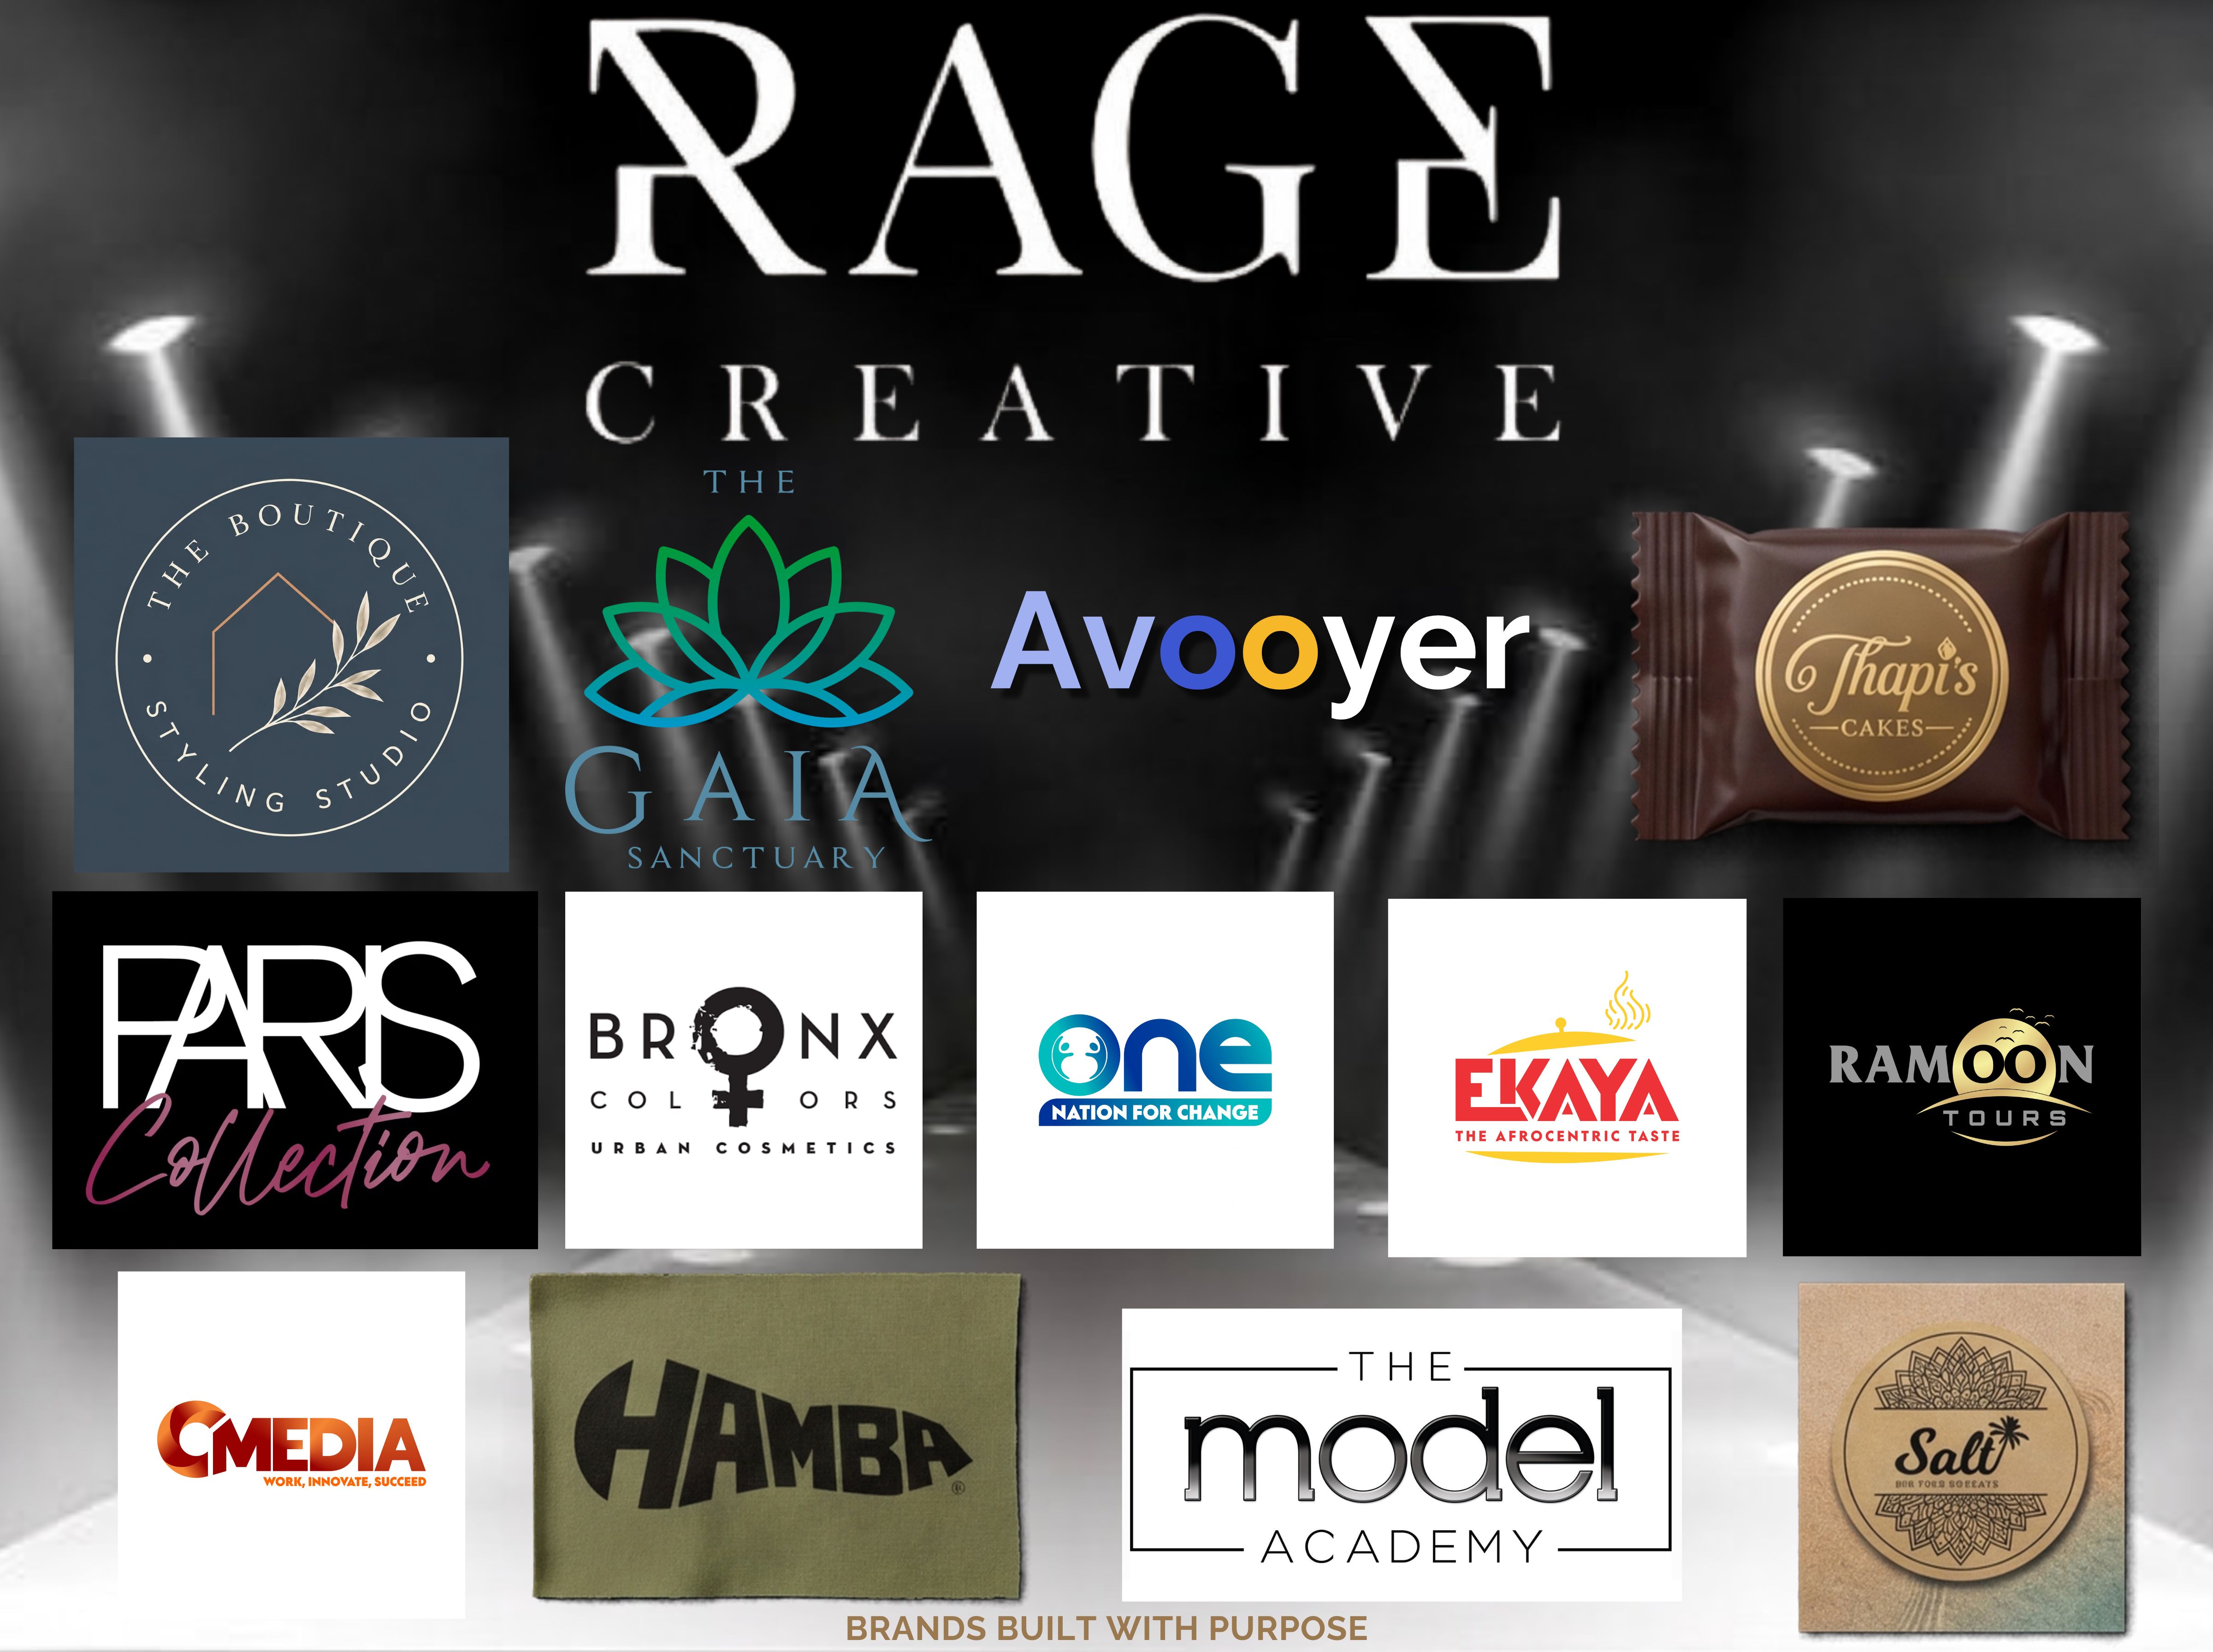 RAGE
CREATIVE
THE BOUTIQUE
STYLING STUDIO
THE
GAIA
SANCTUARY
Avooyer
Thapi's
CAKES
PARIS
Collection
BRONX
COLORS
URBAN COSMETICS
one
NATION FOR CHANGE
EKAYA
THE AFROCENTRIC TASTE
RAMOON
TOURS
CMEDIA
WORK, INNOVATE, SUCCEED
HAMBA
®
THE
model
ACADEMY
Salt
BRANDS BUILT WITH PURPOSE